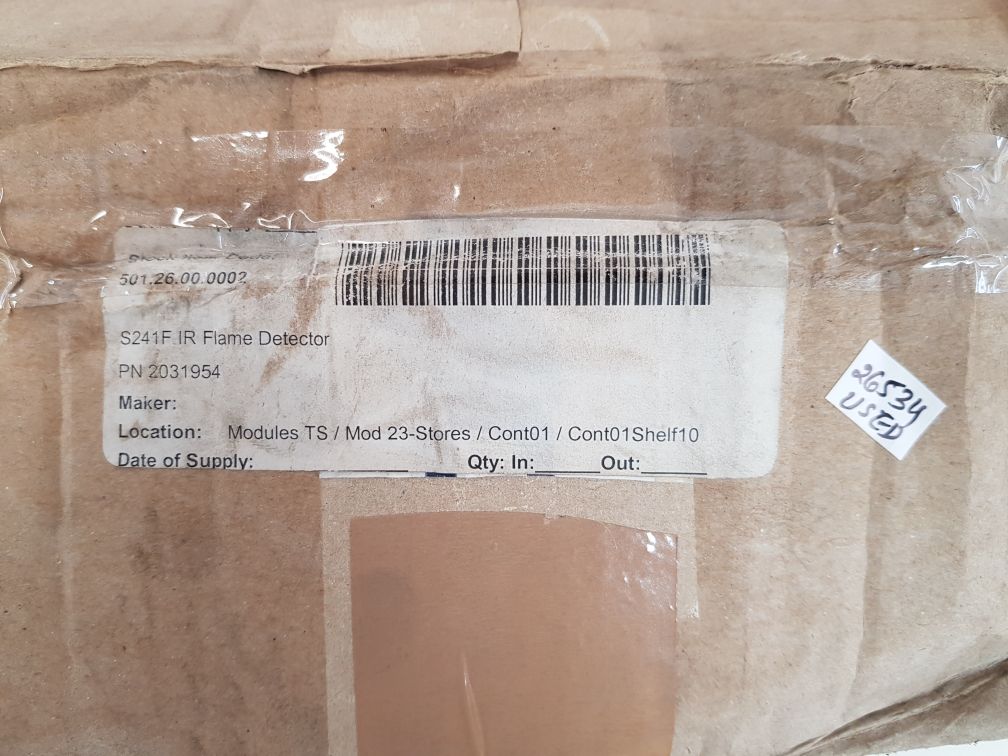 501.26.00.0002
S241F IR Flame Detector
PN 2031954
Maker:
Location: Modules TS / Mod 23-Stores / Cont01 / Cont01Shelf10
Date of Supply: Qty: In: Out:
26534
USED